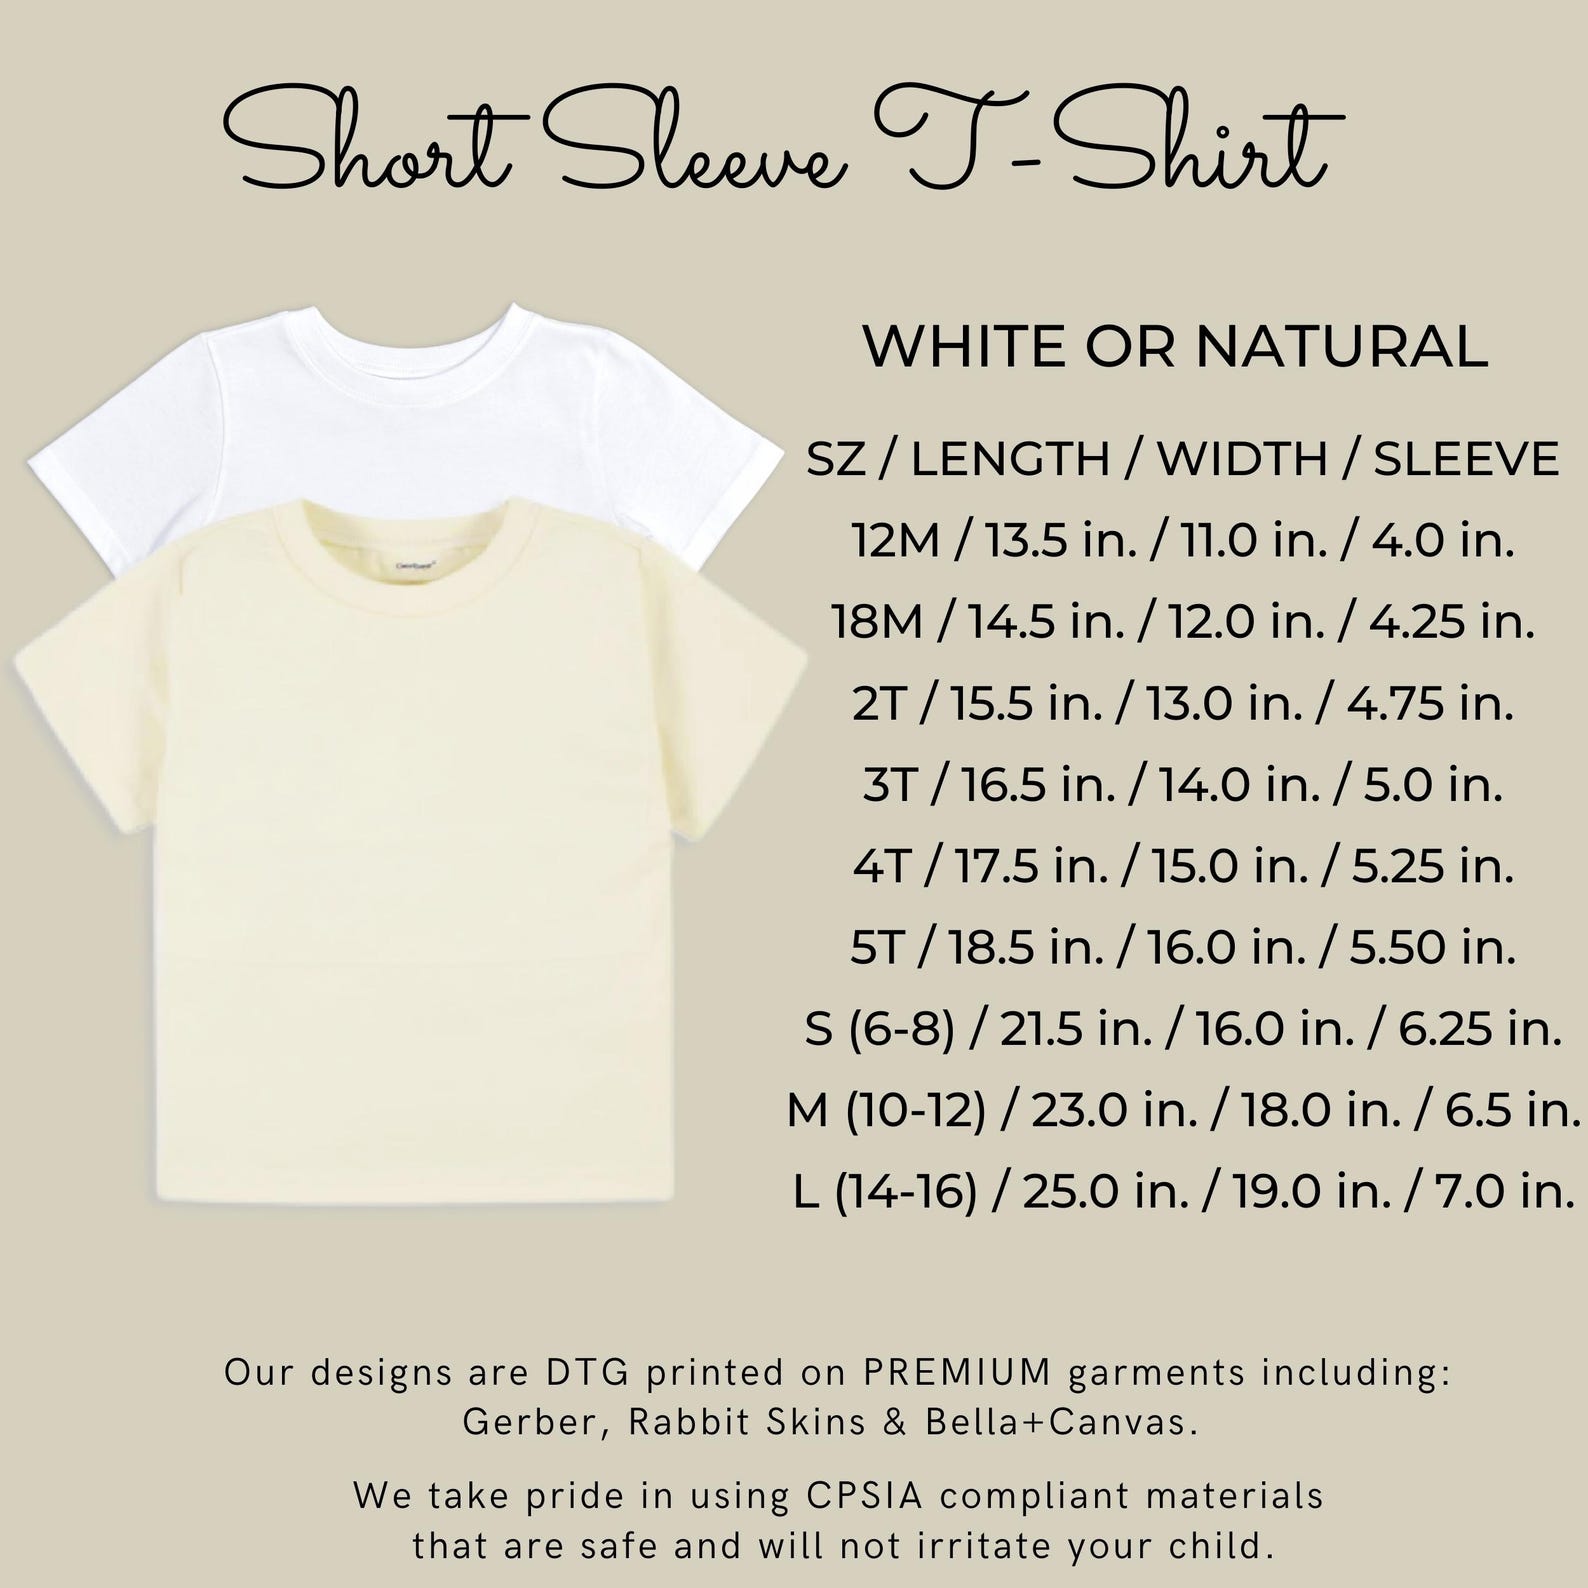 Short Sleeve T-Shirt
WHITE OR NATURAL
SZ / LENGTH / WIDTH / SLEEVE
12M / 13.5 in. / 11.0 in. / 4.0 in.
18M / 14.5 in. / 12.0 in. / 4.25 in.
2T / 15.5 in. / 13.0 in. / 4.75 in.
3T / 16.5 in. / 14.0 in. / 5.0 in.
4T / 17.5 in. / 15.0 in. / 5.25 in.
5T / 18.5 in. / 16.0 in. / 5.50 in.
S (6-8) / 21.5 in. / 16.0 in. / 6.25 in.
M (10-12) / 23.0 in. / 18.0 in. / 6.5 in.
L (14-16) / 25.0 in. / 19.0 in. / 7.0 in.
Our designs are DTG printed on PREMIUM garments including:
Gerber, Rabbit Skins & Bella+Canvas.
We take pride in using CPSIA compliant materials
that are safe and will not irritate your child.